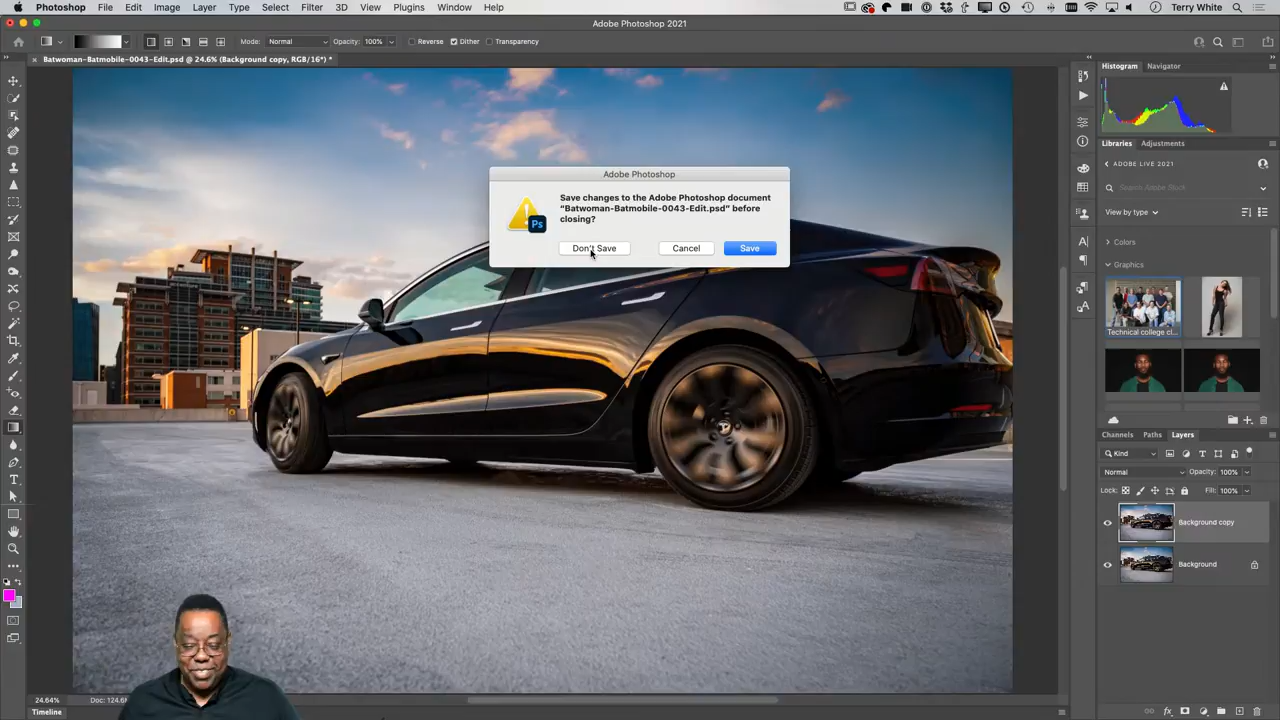 Photoshop File Edit Image Layer Type Select Filter 3D View Plugins Window Help Terry White
Adobe Photoshop 2021
Mode: Normal Opacity: 100% Reverse Dither Transparency
Batwoman-Batmobile-0043-Edit.psd @ 24.6% (Background copy, RGB/16*) *
Histogram Navigator
Adobe Photoshop
Save changes to the Adobe Photoshop document
“Batwoman-Batmobile-0043-Edit.psd” before
closing?
Don't Save Cancel Save
Ps
Libraries Adjustments
ADOBE LIVE 2021
Search Adobe Stock
View by type
Colors
Graphics
Technical college cl...
Channels Paths Layers
Kind
Normal Opacity: 100%
Lock: Fill: 100%
Background copy
Background
24.64% Doc: 124.6
Timeline